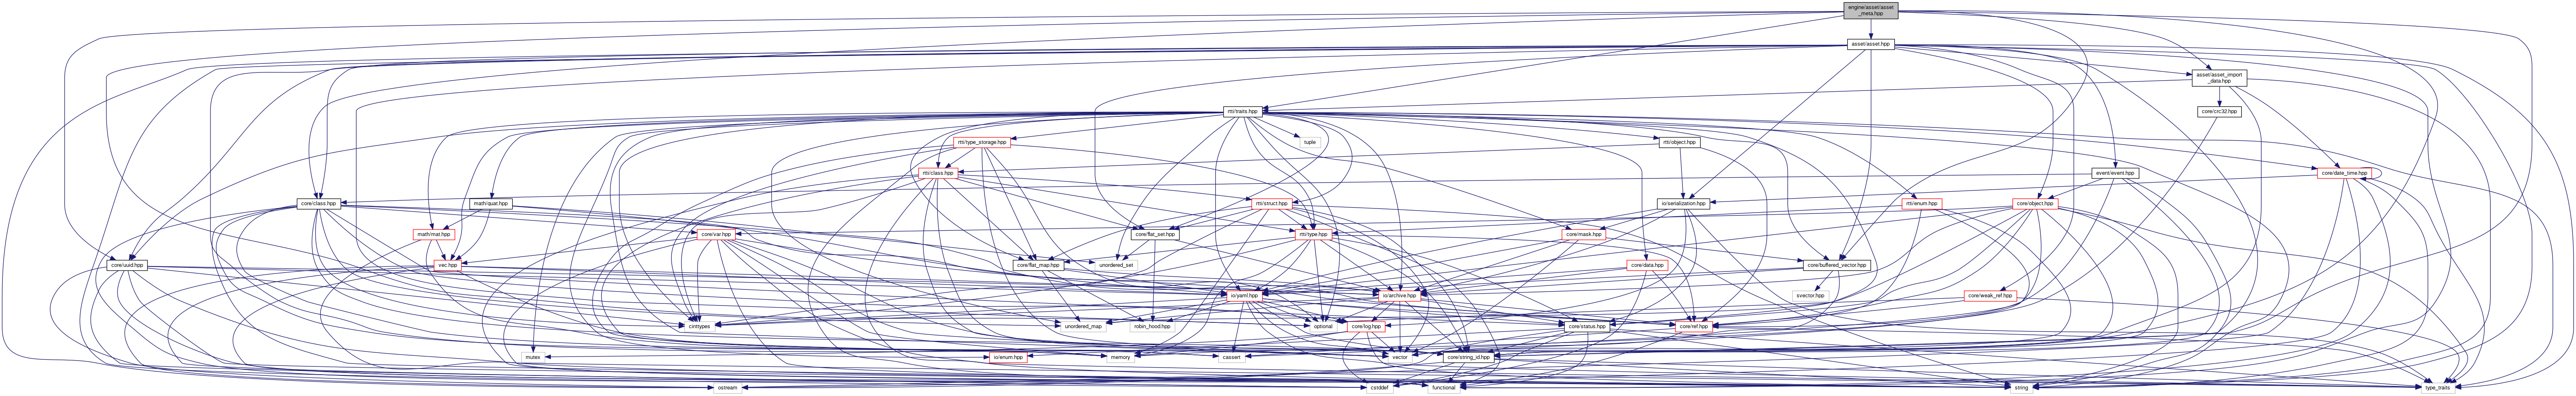 engine/asset/asset
_meta.hpp
asset/asset.hpp
asset/asset_import
_data.hpp
rtti/traits.hpp
core/crc32.hpp
rtti/type_storage.hpp
tuple
rtti/object.hpp
rtti/class.hpp
event/event.hpp
core/date_time.hpp
core/class.hpp
math/quat.hpp
rtti/struct.hpp
io/serialization.hpp
rtti/enum.hpp
core/object.hpp
math/mat.hpp
core/var.hpp
core/flat_set.hpp
rtti/type.hpp
core/mask.hpp
core/uuid.hpp
vec.hpp
unordered_set
core/flat_map.hpp
core/data.hpp
core/buffered_vector.hpp
io/yaml.hpp
io/archive.hpp
svector.hpp
core/weak_ref.hpp
cinttypes
unordered_map
robin_hood.hpp
optional
core/log.hpp
core/status.hpp
core/ref.hpp
mutex
io/enum.hpp
memory
cassert
vector
core/string_id.hpp
ostream
cstddef
functional
string
type_traits